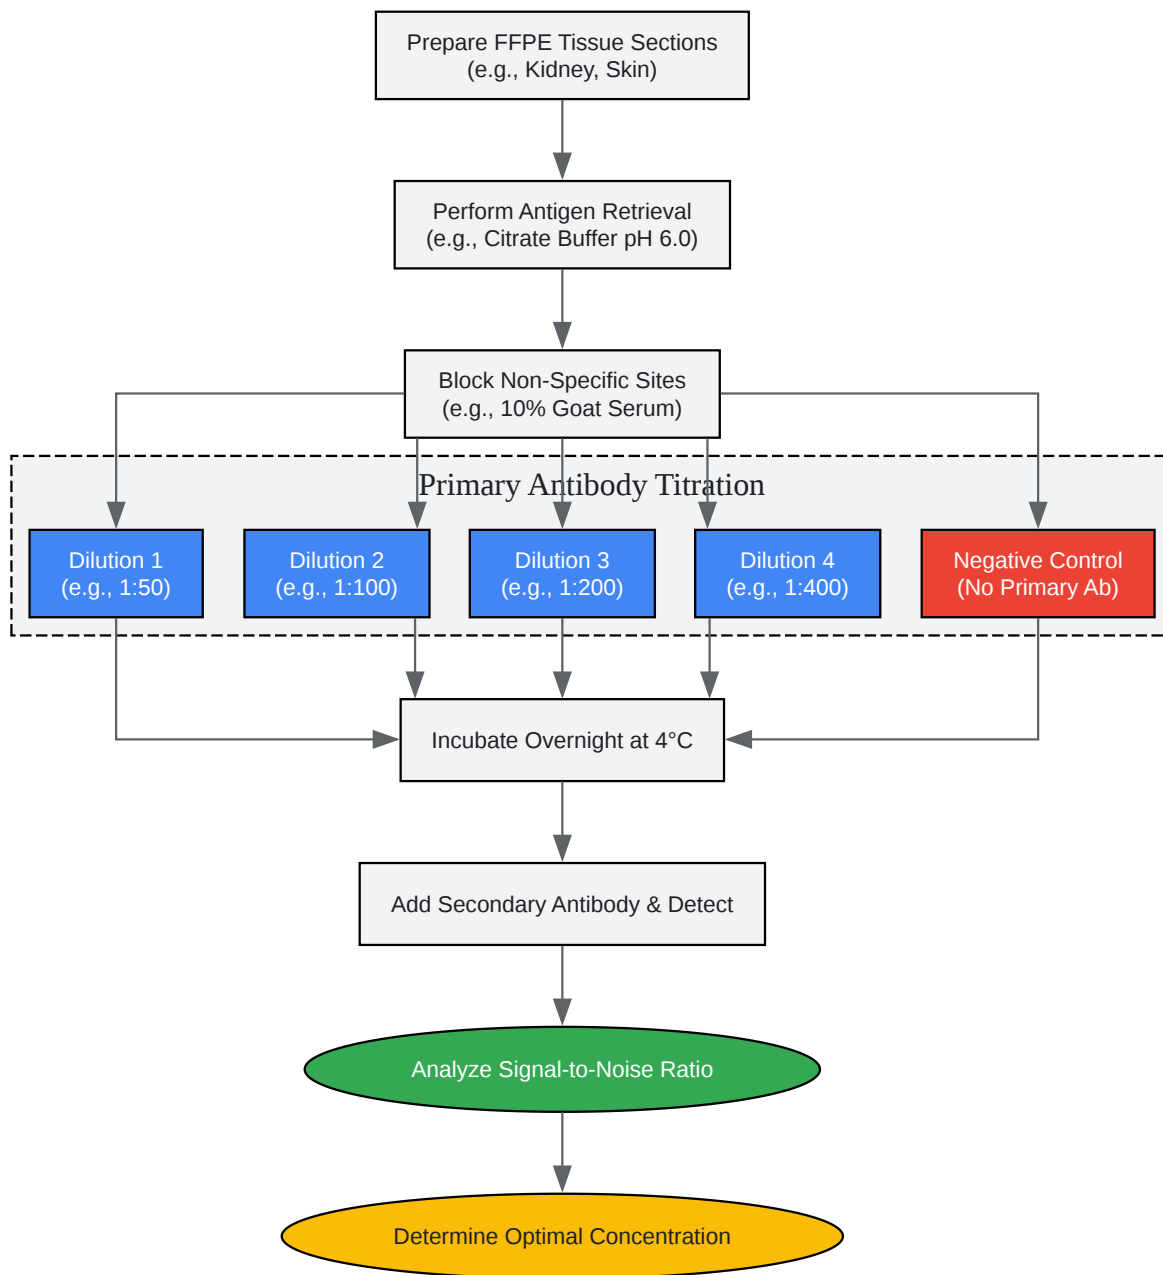 Prepare FFPE Tissue Sections
(e.g., Kidney, Skin)
Perform Antigen Retrieval
(e.g., Citrate Buffer pH 6.0)
Block Non-Specific Sites
(e.g., 10% Goat Serum)
Primary Antibody Titration
Dilution 1
(e.g., 1:50)
Dilution 2
(e.g., 1:100)
Dilution 3
(e.g., 1:200)
Dilution 4
(e.g., 1:400)
Negative Control
(No Primary Ab)
Incubate Overnight at 4°C
Add Secondary Antibody & Detect
Analyze Signal-to-Noise Ratio
Determine Optimal Concentration